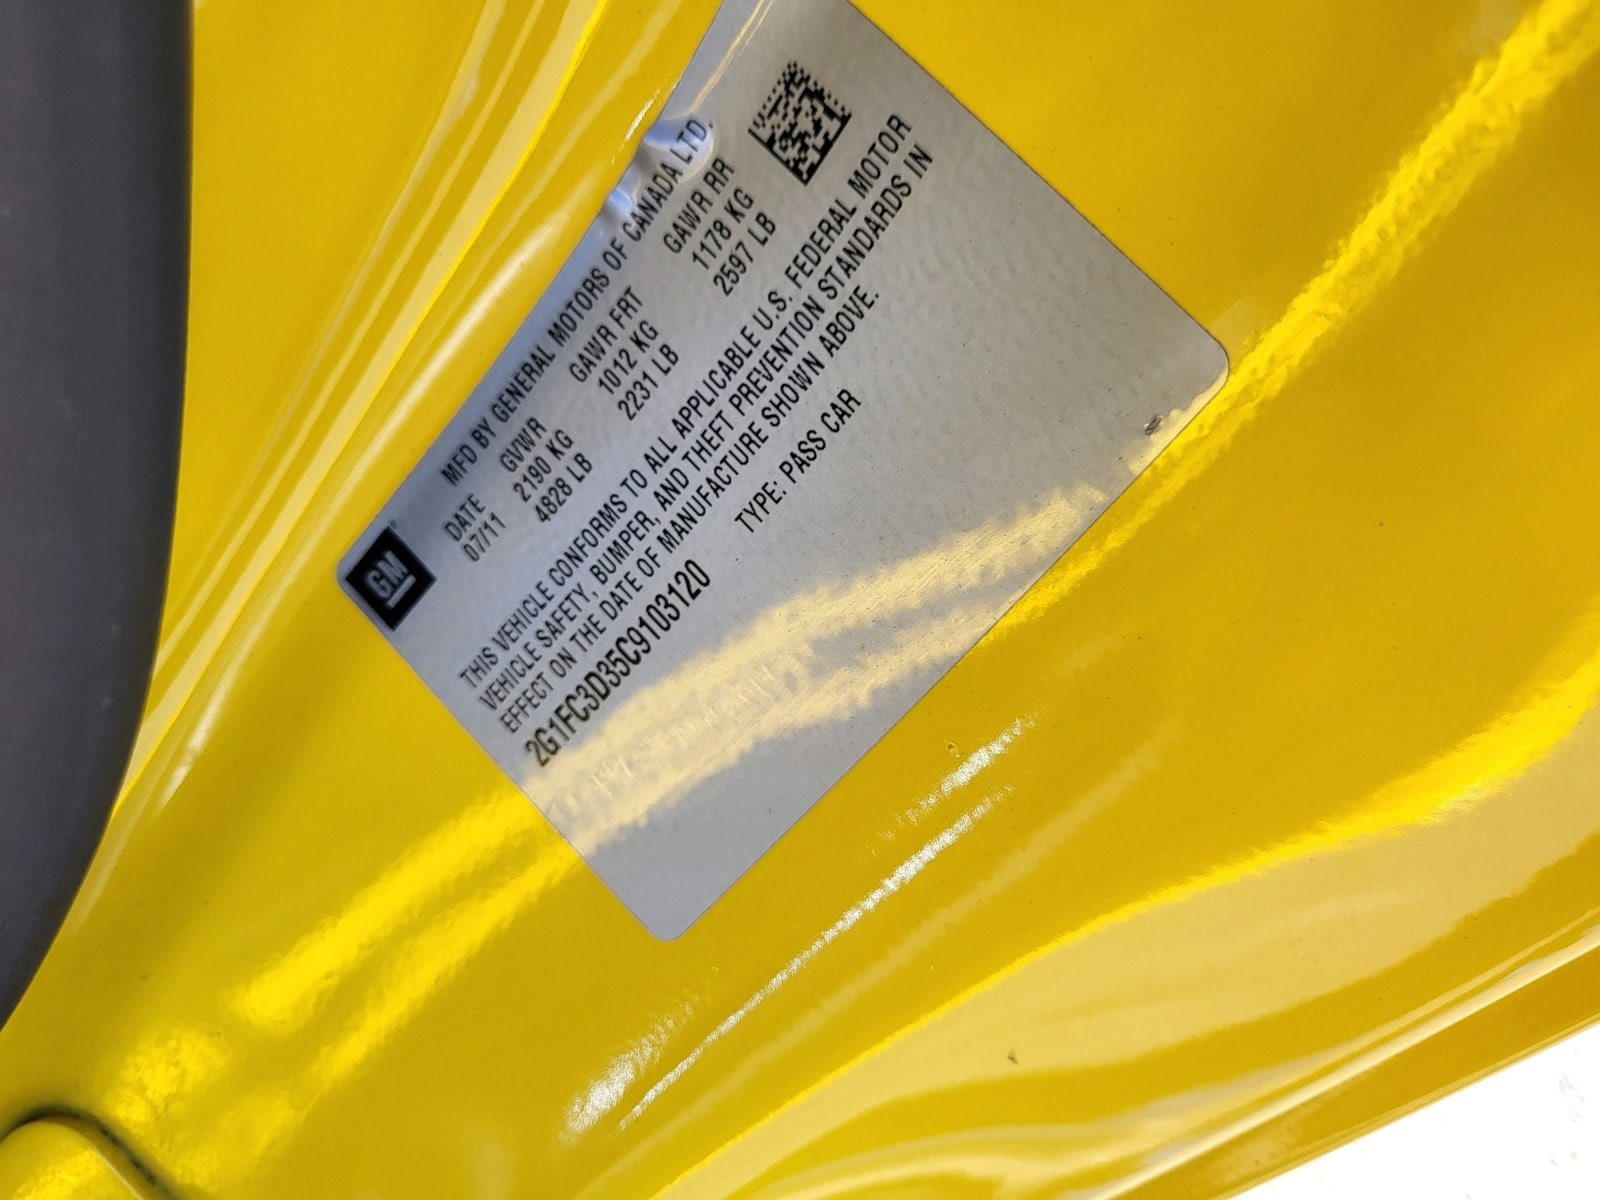 GM
MFD BY GENERAL MOTORS OF CANADA LTD.
DATE GVWR GAWR FRT GAWR RR
07/11 2190 KG 1012 KG 1178 KG
4828 LB 2231 LB 2597 LB
THIS VEHICLE CONFORMS TO ALL APPLICABLE U.S. FEDERAL MOTOR
VEHICLE SAFETY, BUMPER, AND THEFT PREVENTION STANDARDS IN
EFFECT ON THE DATE OF MANUFACTURE SHOWN ABOVE.
2G1FC3D35C9103120 TYPE: PASS CAR